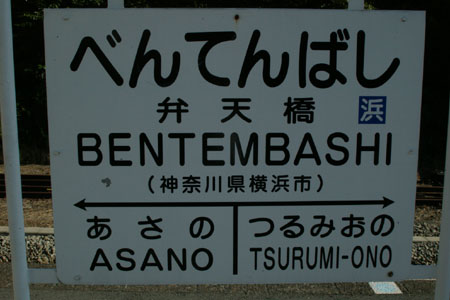 べんてんばし
弁天橋 浜
BENTEMBASHI
(神奈川県横浜市)
あさの つるみおの
ASANO TSURUMI-ONO